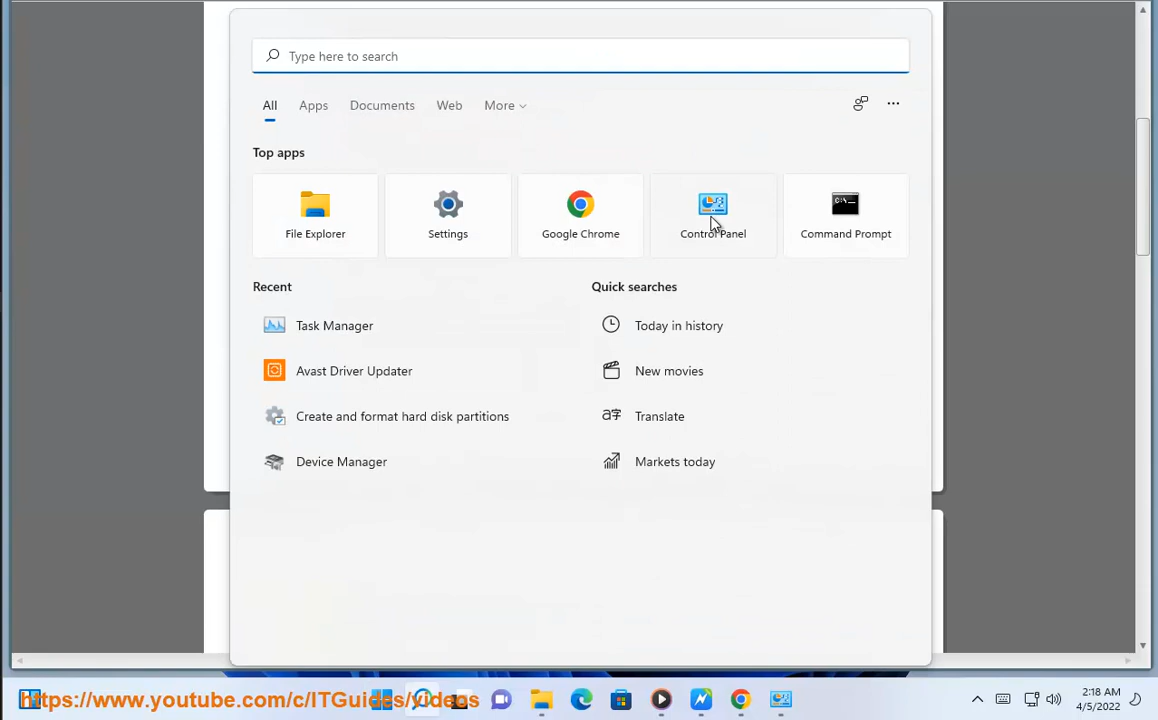 Type here to search
All Apps Documents Web More
Top apps
File Explorer Settings Google Chrome Control Panel Command Prompt
Recent Quick searches
Task Manager Today in history
Avast Driver Updater New movies
Create and format hard disk partitions Translate
Device Manager Markets today
https://www.youtube.com/c/ITGuides/videos
2:18 AM
4/5/2022